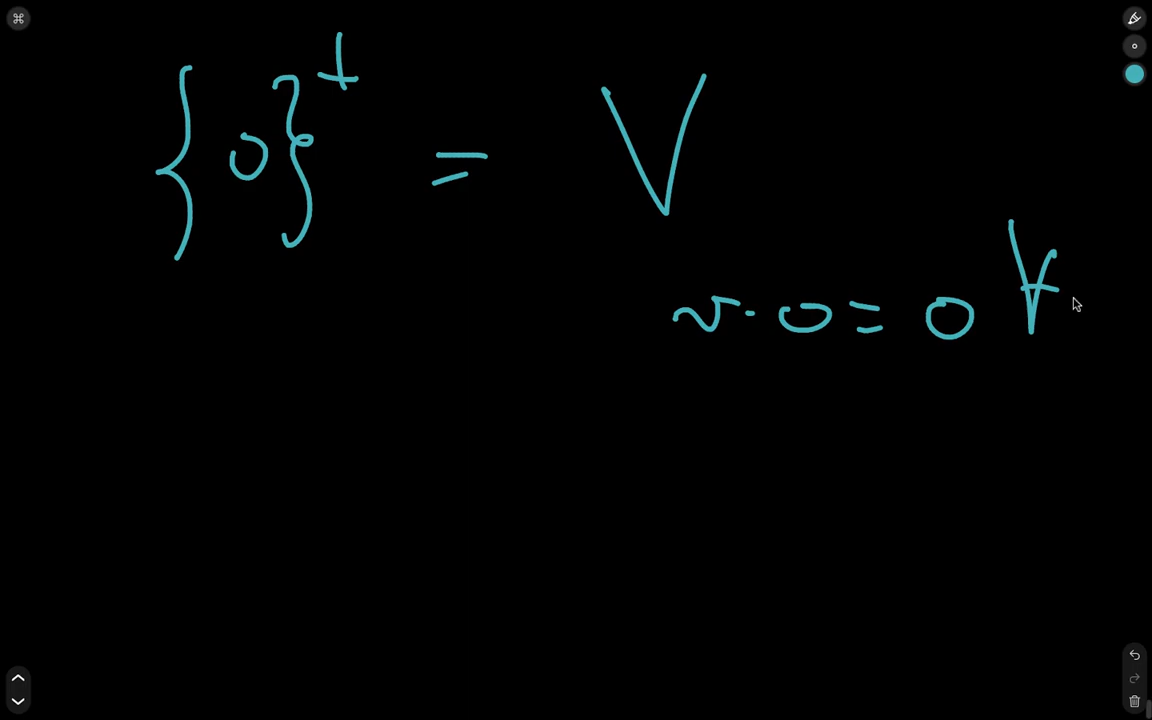 {0}^⊥ = V
v · 0 = 0 ∀